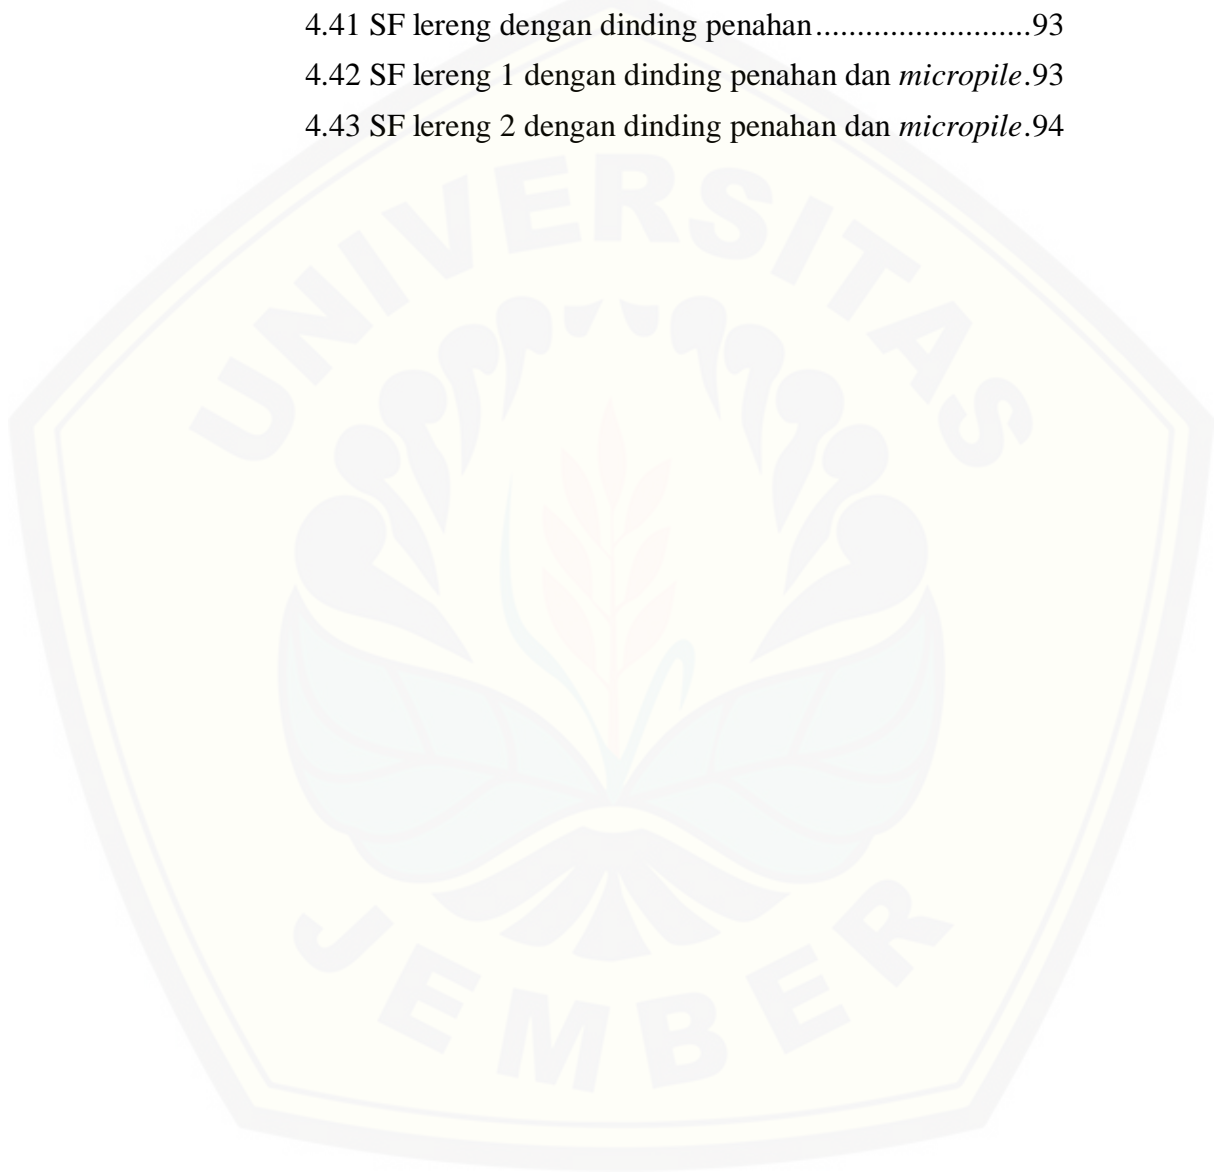 4.41 SF lereng dengan dinding penahan..........................93
4.42 SF lereng 1 dengan dinding penahan dan micropile.93
4.43 SF lereng 2 dengan dinding penahan dan micropile.94
UNIVERSITAS
JEMBER